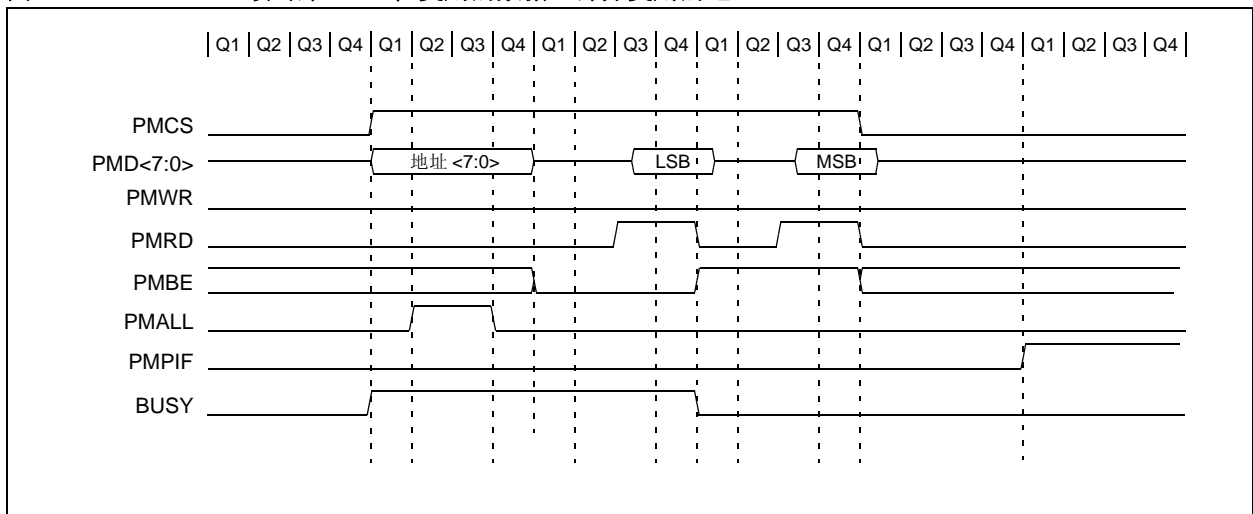 Q1 Q2 Q3 Q4 Q1 Q2 Q3 Q4 Q1 Q2 Q3 Q4 Q1 Q2 Q3 Q4 Q1 Q2 Q3 Q4 Q1 Q2 Q3 Q4
PMCS
PMD<7:0> 地址 <7:0> LSB MSB
PMWR
PMRD
PMBE
PMALL
PMPIF
BUSY